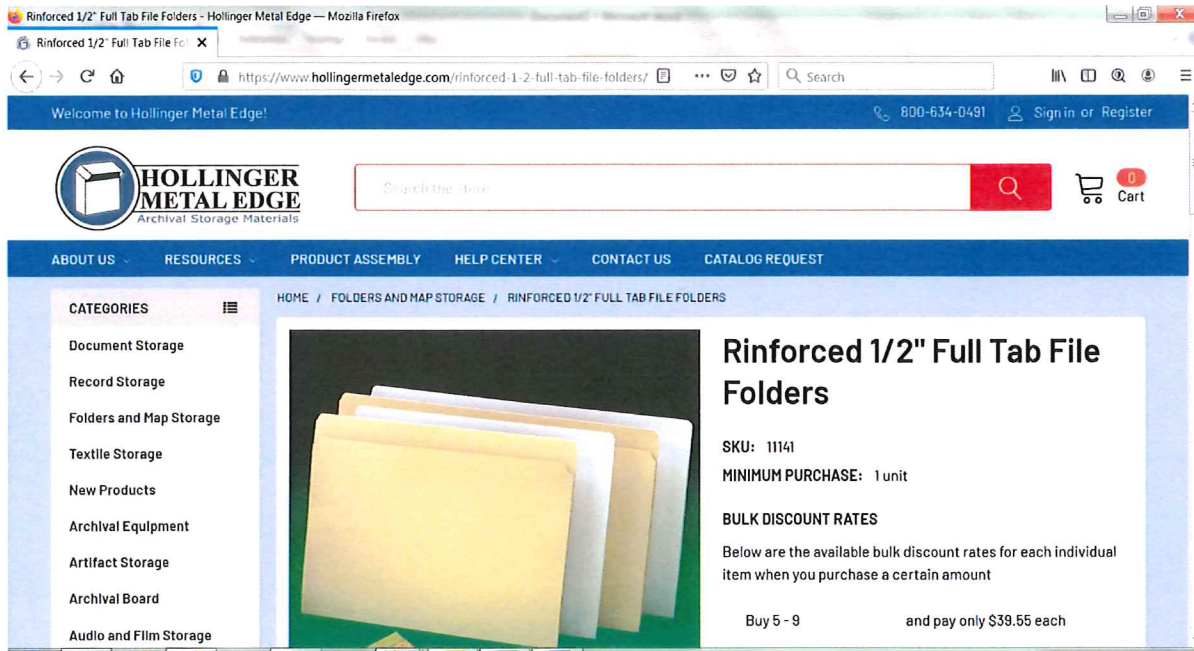 Rinforced 1/2" Full Tab File Folders - Hollinger Metal Edge — Mozilla Firefox
Rinforced 1/2" Full Tab File Fol
https://www.hollingermetaledge.com/rinforced-1-2-full-tab-file-folders/
Search
Welcome to Hollinger Metal Edge!
800-634-0491
Sign in or Register
HOLLINGER
METAL EDGE
Archival Storage Materials
Search the store
0
Cart
ABOUT US
RESOURCES
PRODUCT ASSEMBLY
HELP CENTER
CONTACT US
CATALOG REQUEST
CATEGORIES
Document Storage
Record Storage
Folders and Map Storage
Textile Storage
New Products
Archival Equipment
Artifact Storage
Archival Board
Audio and Film Storage
HOME / FOLDERS AND MAP STORAGE / RINFORCED 1/2" FULL TAB FILE FOLDERS
Rinforced 1/2" Full Tab File
Folders
SKU: 11141
MINIMUM PURCHASE: 1 unit
BULK DISCOUNT RATES
Below are the available bulk discount rates for each individual
item when you purchase a certain amount
Buy 5 - 9 and pay only $39.55 each